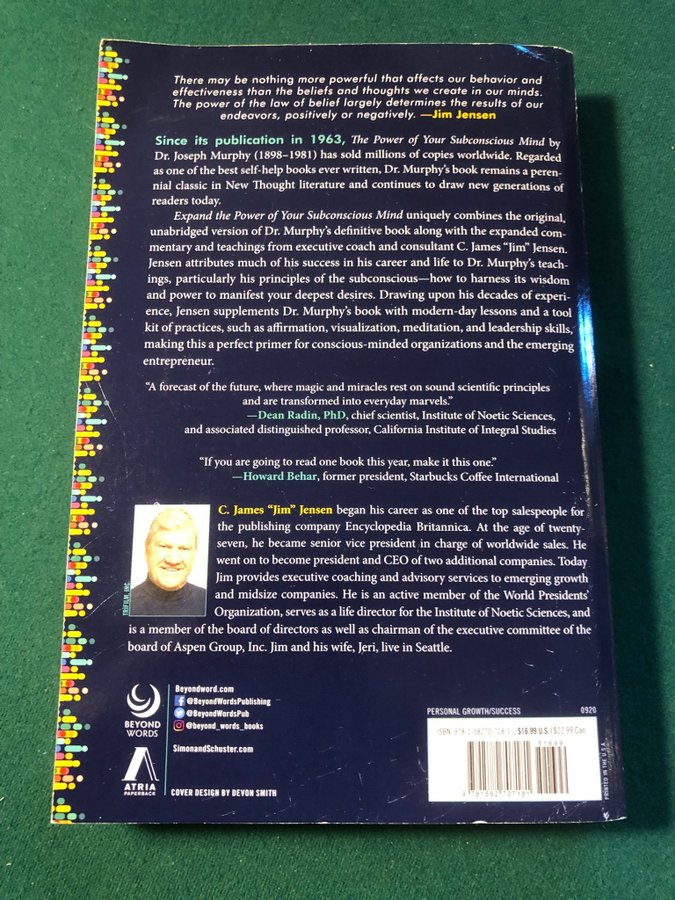 There may be nothing more powerful that affects our behavior and
effectiveness than the beliefs and thoughts we create in our minds.
The power of the law of belief largely determines the results of our
endeavors, positively or negatively. —Jim Jensen
Since its publication in 1963, The Power of Your Subconscious Mind by
Dr. Joseph Murphy (1898–1981) has sold millions of copies worldwide. Regarded
as one of the best self-help books ever written, Dr. Murphy's book remains a peren-
nial classic in New Thought literature and continues to draw new generations of
readers today.
Expand the Power of Your Subconscious Mind uniquely combines the original,
unabridged version of Dr. Murphy's definitive book along with the expanded com-
mentary and teachings from executive coach and consultant C. James "Jim" Jensen.
Jensen attributes much of his success in his career and life to Dr. Murphy's teach-
ings, particularly his principles of the subconscious—how to harness its wisdom
and power to manifest your deepest desires. Drawing upon his decades of experi-
ence, Jensen supplements Dr. Murphy's book with modern-day lessons and a tool
kit of practices, such as affirmation, visualization, meditation, and leadership skills,
making this a perfect primer for conscious-minded organizations and the emerging
entrepreneur.
"A forecast of the future, where magic and miracles rest on sound scientific principles
and are transformed into everyday marvels."
—Dean Radin, PhD, chief scientist, Institute of Noetic Sciences,
and associated distinguished professor, California Institute of Integral Studies
"If you are going to read one book this year, make it this one."
—Howard Behar, former president, Starbucks Coffee International
C. James "Jim" Jensen began his career as one of the top salespeople for
the publishing company Encyclopedia Britannica. At the age of twenty-
seven, he became senior vice president in charge of worldwide sales. He
went on to become president and CEO of two additional companies. Today
Jim provides executive coaching and advisory services to emerging growth
and midsize companies. He is an active member of the World Presidents'
Organization, serves as a life director for the Institute of Noetic Sciences, and
is a member of the board of directors as well as chairman of the executive committee of the
board of Aspen Group, Inc. Jim and his wife, Jeri, live in Seattle.
TRIFILM, INC.
BEYOND
WORDS
ATRIA
PAPERBACK
Beyondword.com
@BeyondWordsPublishing
@BeyondWordsPub
@beyond_words_books
SimonandSchuster.com
COVER DESIGN BY DEVON SMITH
PERSONAL GROWTH/SUCCESS 0920
$16.99 U.S./$22.99 Can.
51699
9 781582 707181
PRINTED IN THE U.S.A.